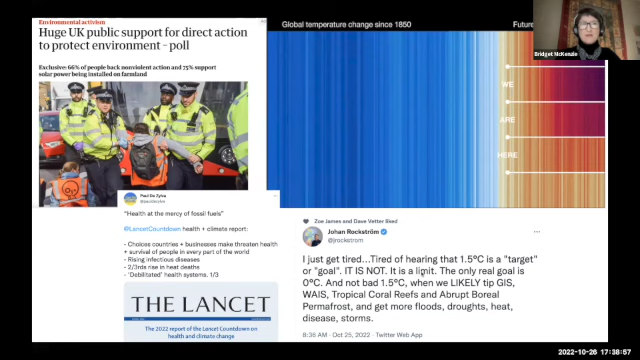 Environmental activism
Huge UK public support for direct action
to protect environment – poll
Exclusive: 66% of people back nonviolent action and 75% support
solar power being installed on farmland
Global temperature change since 1850
Future
WE
ARE
HERE
Bridget McKenzie
Paul De Zylva
"Health at the mercy of fossil fuels"
@LancetCountdown health + climate report:
- Choices countries + businesses make threaten health
+ survival of people in every part of the world
- Rising infectious diseases
- 2/3rds rise in heat deaths
- 'Debilitated' health systems. 1/3
THE LANCET
The 2022 report of the Lancet Countdown on
health and climate change
Zoe James and Dave Vetter liked
Johan Rockström
@jrockstrom
I just get tired...Tired of hearing that 1.5°C is a "target"
or "goal". IT IS NOT. It is a limit. The only real goal is
0°C. And not bad 1.5°C, when we LIKELY tip GIS,
WAIS, Tropical Coral Reefs and Abrupt Boreal
Permafrost, and get more floods, droughts, heat,
disease, storms.
8:36 AM · Oct 25, 2022 · Twitter Web App
2022-10-26 17:38:57